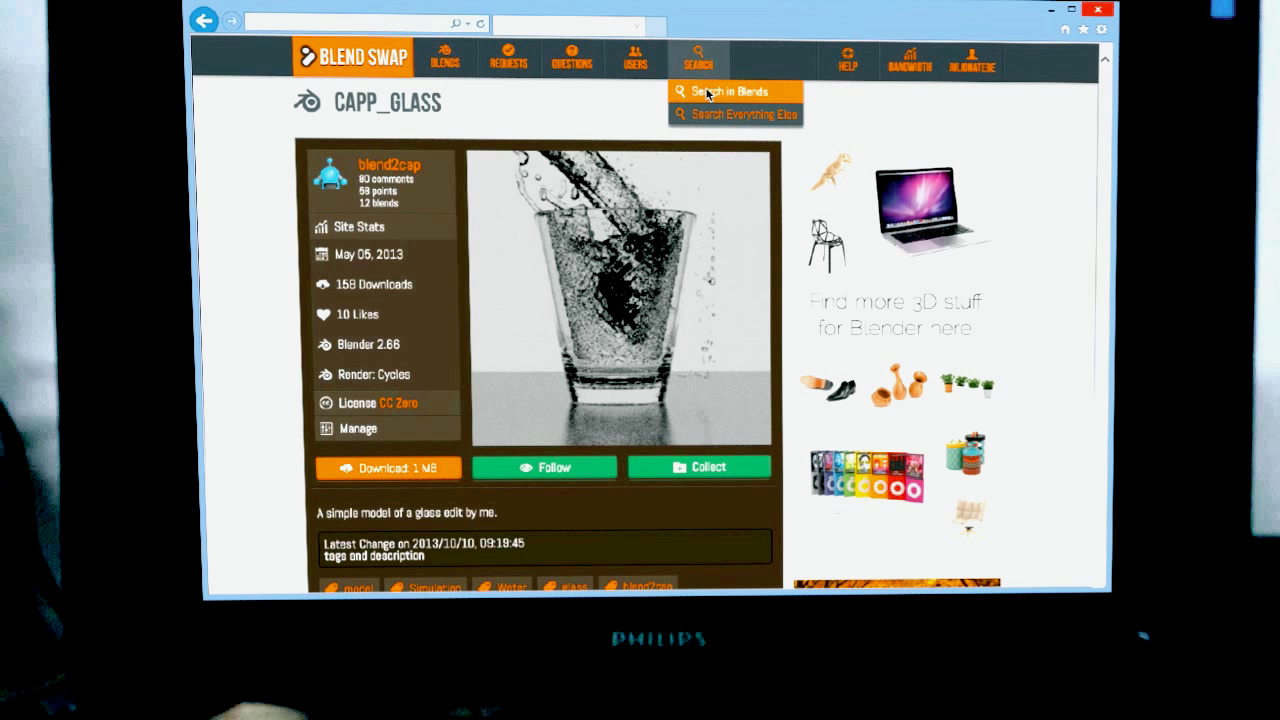 BLEND SWAP
BLENDS
REQUESTS
QUESTIONS
USERS
SEARCH
HELP
BANDWIDTH
JULIONATEBE
Search in Blends
Search Everything Else
CAPP_GLASS
blend2cap
80 comments
58 points
12 blends
Site Stats
May 05, 2013
158 Downloads
10 Likes
Blender 2.66
Render: Cycles
License CC Zero
Manage
Download: 1 MB
Follow
Collect
Find more 3D stuff
for Blender here
A simple model of a glass edit by me.
Latest Change on 2013/10/10, 09:19:45
tags and description
model
Simulation
Water
glass
blend2cap
PHILIPS